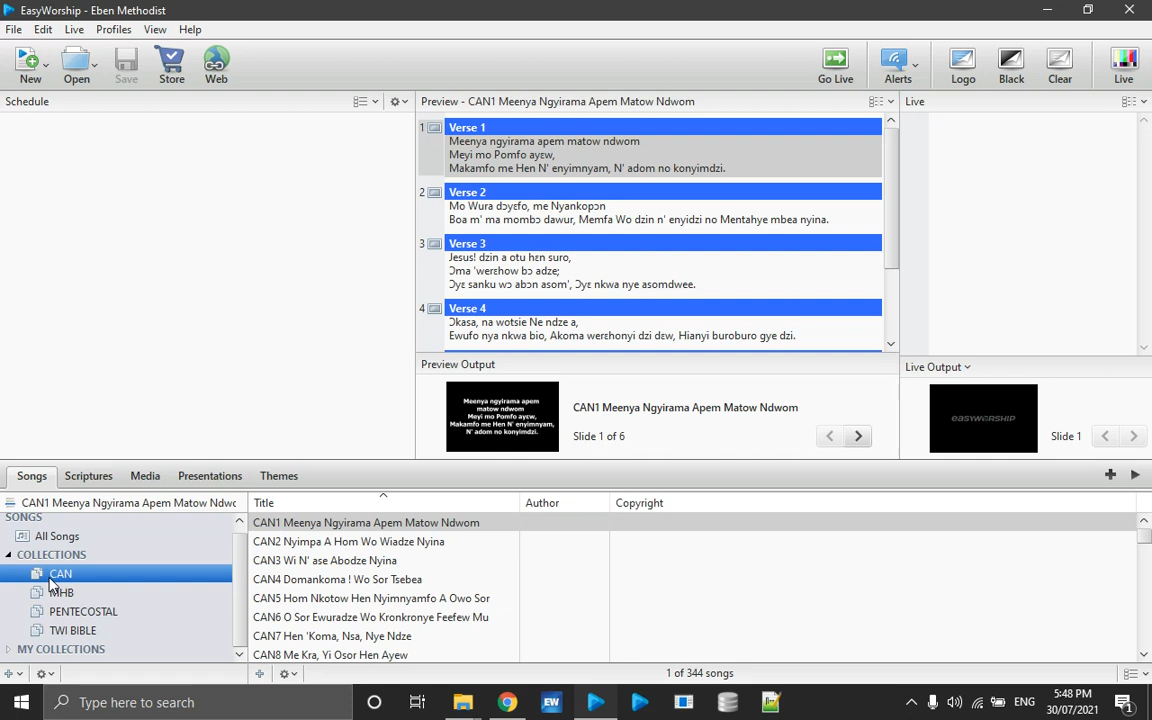 EasyWorship - Eben Methodist
File Edit Live Profiles View Help
New Open Save Store Web Go Live Alerts Logo Black Clear Live
Schedule
Preview - CAN1 Meenya Ngyirama Apem Matow Ndwom
Live
1 Verse 1
Meenya ngyirama apem matow ndwom
Meyi mo Pomfo ayɛw,
Makamfo me Hen N' enyimnyam, N' adom no konyimdzi.
2 Verse 2
Mo Wura dɔyɛfo, me Nyankopɔn
Boa m' ma mombɔ dawur, Memfa Wo dzin n' enyidzi no Mentahye mbea nyina.
3 Verse 3
Jesus! dzin a otu hɛn suro,
Ɔma 'wershow bɔ adze;
Ɔyɛ sanku wɔ abɔn asom', Ɔyɛ nkwa nye asomdwee.
4 Verse 4
Ɔkasa, na wotsie Ne ndze a,
Ewufo nya nkwa bio, Akoma wershonyi dzi dɛw, Hianyi buroburo gye dzi.
Preview Output
Meenya ngyirama apem
matow ndwom
Meyi mo Pomfo ayɛw,
Makamfo me Hen N' enyimnyam,
N' adom no konyimdzi.
CAN1 Meenya Ngyirama Apem Matow Ndwom
Slide 1 of 6
Live Output
EASYWORSHIP
Slide 1
Songs Scriptures Media Presentations Themes
CAN1 Meenya Ngyirama Apem Matow Ndwo
SONGS
All Songs
COLLECTIONS
CAN
MHB
PENTECOSTAL
TWI BIBLE
MY COLLECTIONS
Title Author Copyright
CAN1 Meenya Ngyirama Apem Matow Ndwom
CAN2 Nyimpa A Hom Wo Wiadze Nyina
CAN3 Wi N' ase Abodze Nyina
CAN4 Domankoma ! Wo Sor Tsebea
CAN5 Hom Nkotow Hen Nyimnyamfo A Owo Sor
CAN6 O Sor Ewuradze Wo Kronkronye Feefew Mu
CAN7 Hen 'Koma, Nsa, Nye Ndze
CAN8 Me Kra, Yi Osor Hen Ayew
1 of 344 songs
Type here to search
EW
ENG
5:48 PM
30/07/2021
1